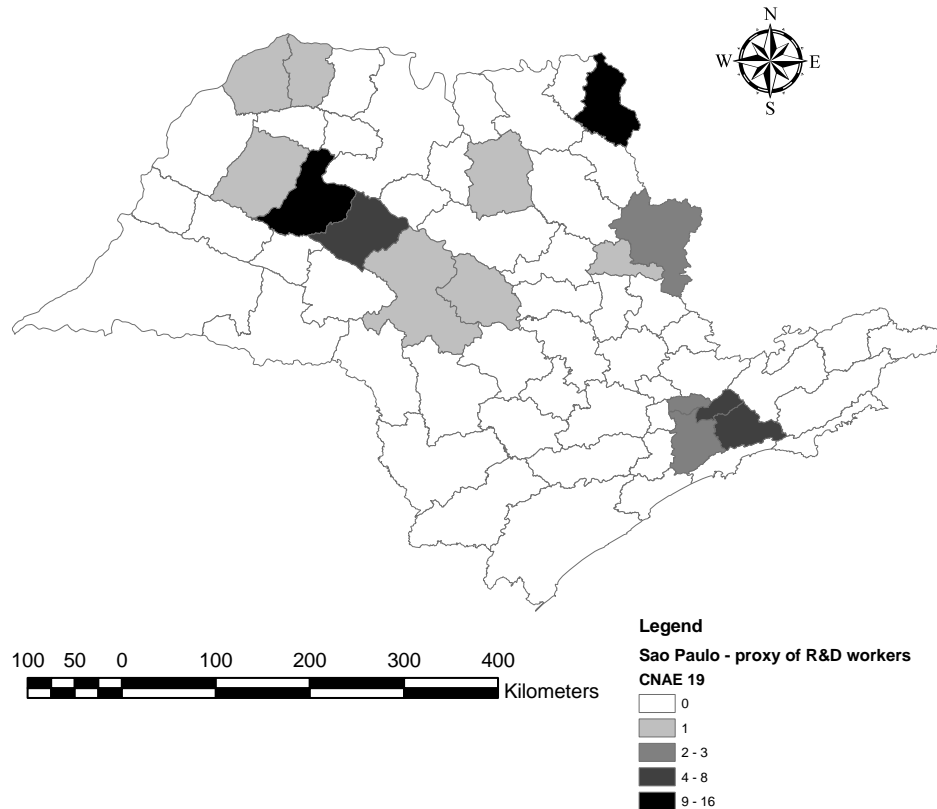 N
W E
S
100 50 0 100 200 300 400
Kilometers
Legend
Sao Paulo - proxy of R&D workers
CNAE 19
0
1
2 - 3
4 - 8
9 - 16